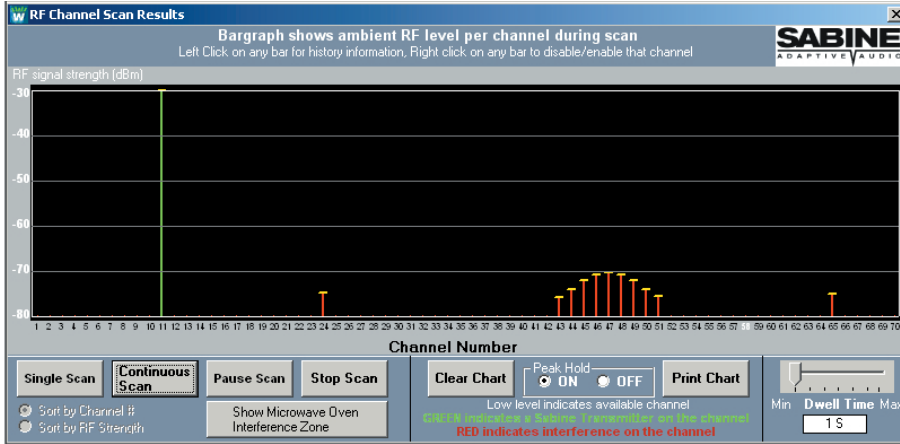 RF Channel Scan Results
Bargraph shows ambient RF level per channel during scan
Left Click on any bar for history information, Right click on any bar to disable/enable that channel
SABINE
ADAPTIVE AUDIO
RF signal strength (dBm)
-30
-40
-50
-60
-70
-80
1 2 3 4 5 6 7 8 9 10 11 12 13 14 15 16 17 18 19 20 21 22 23 24 25 26 27 28 29 30 31 32 33 34 35 36 37 38 39 40 41 42 43 44 45 46 47 48 49 50 51 52 53 54 55 56 57 58 59 60 61 62 63 64 65 66 67 68 69 70
Channel Number
Single Scan
Continuous
Scan
Pause Scan
Stop Scan
Sort by Channel #
Sort by RF Strength
Show Microwave Oven
Interference Zone
Clear Chart
Peak Hold
ON OFF
Print Chart
Low level indicates available channel
GREEN indicates a Sabine Transmitter on the channel
RED indicates interference on the channel
Min Dwell Time Max
1 S